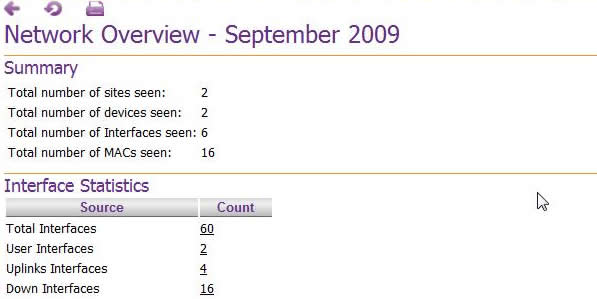 Network Overview - September 2009
Summary
Total number of sites seen: 2
Total number of devices seen: 2
Total number of Interfaces seen: 6
Total number of MACs seen: 16
Interface Statistics
Source Count
Total Interfaces 60
User Interfaces 2
Uplinks Interfaces 4
Down Interfaces 16